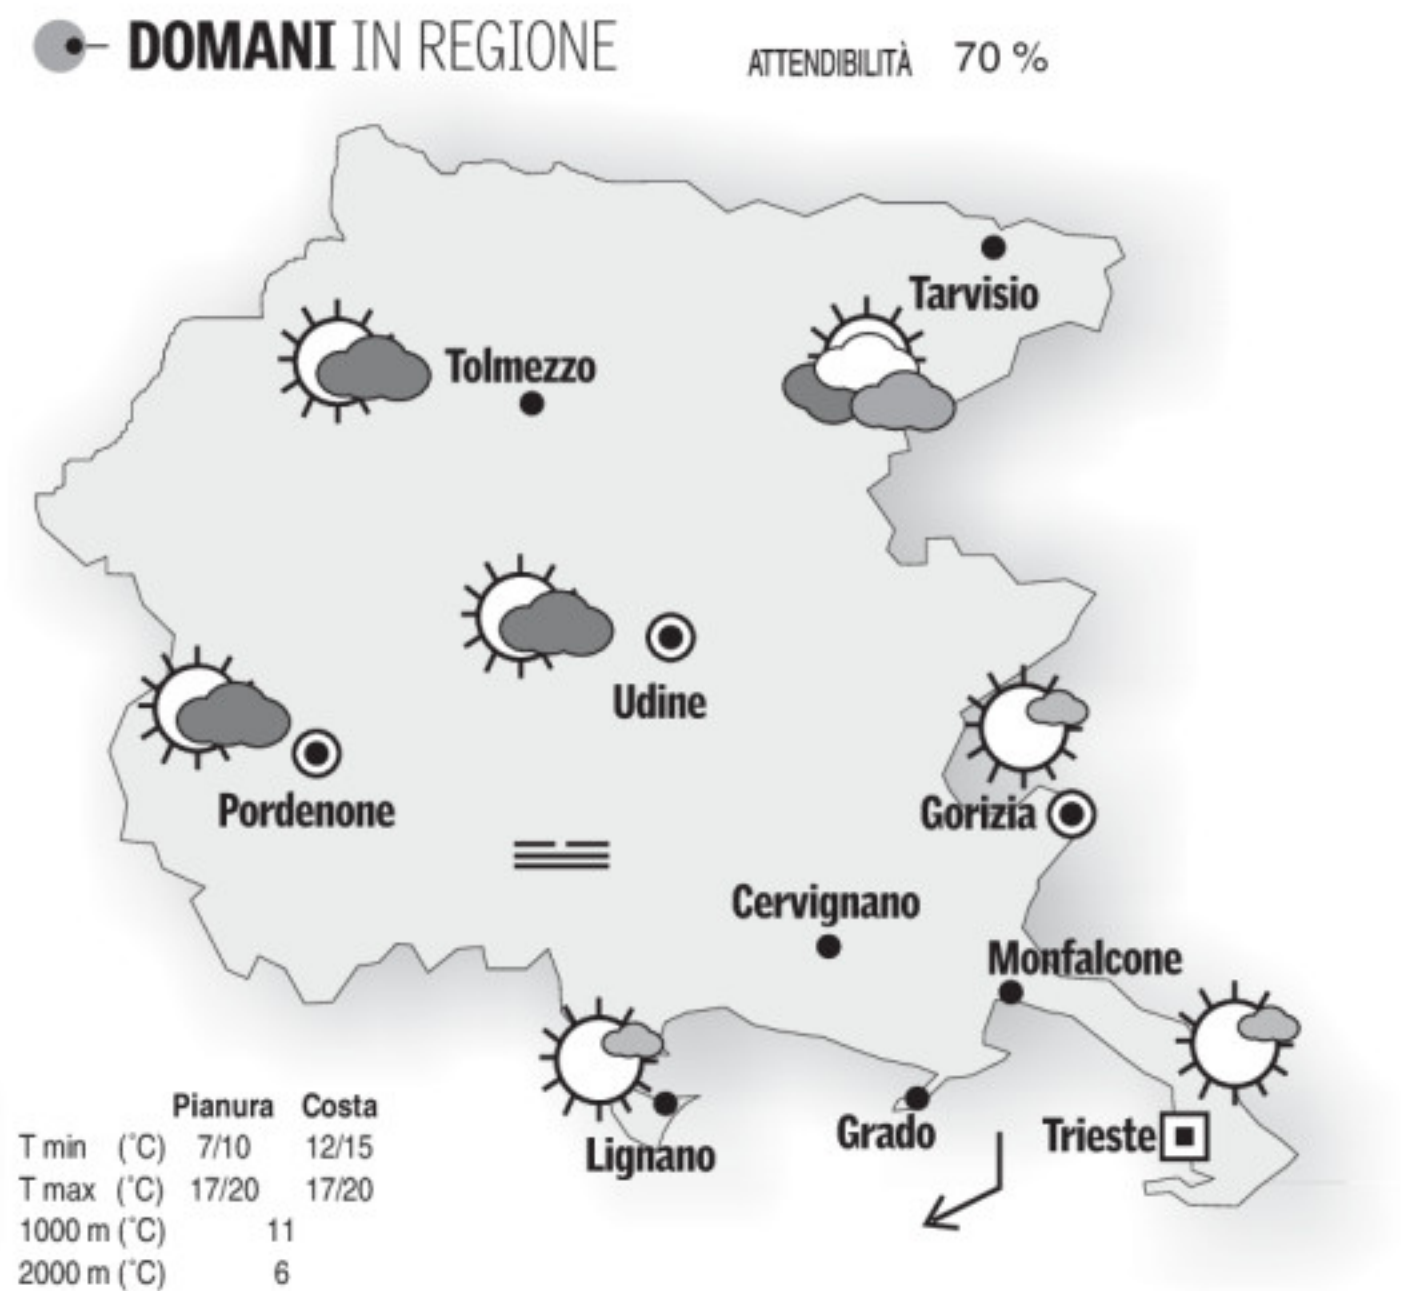 DOMANI IN REGIONE
ATTENDIBILITÀ 70 %
Tarvisio
Tolmezzo
Udine
Pordenone
Gorizia
Cervignano
Monfalcone
Grado
Trieste
Lignano
Pianura Costa
T min (°C) 7/10 12/15
T max (°C) 17/20 17/20
1000 m (°C) 11
2000 m (°C) 6